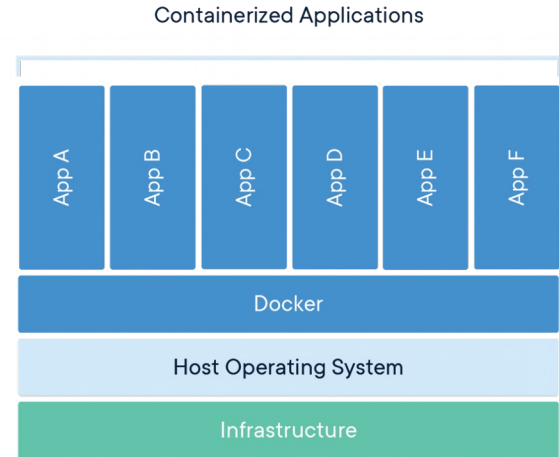 Containerized Applications
App A
App B
App C
App D
App E
App F
Docker
Host Operating System
Infrastructure